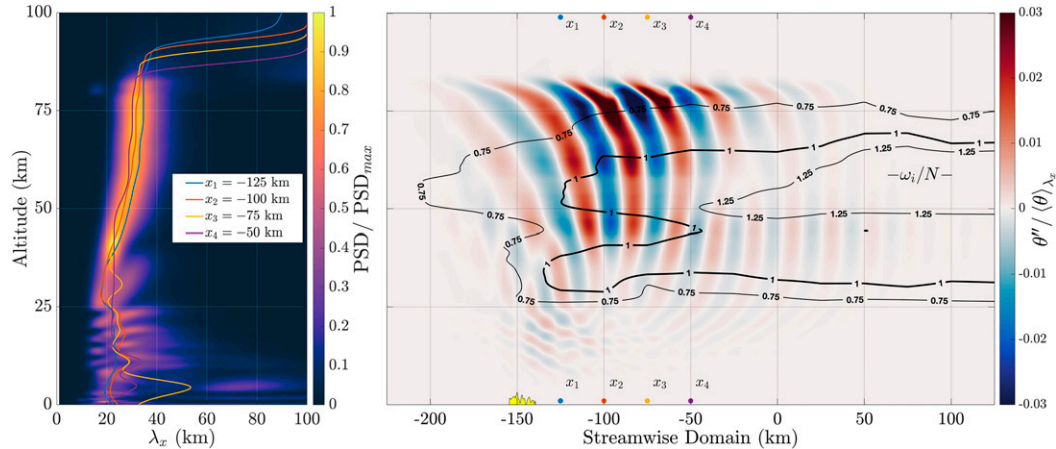 100
75
50
25
0
Altitude (km)
0 20 40 60 80 100
λx (km)
x1 = −125 km
x2 = −100 km
x3 = −75 km
x4 = −50 km
1
0.9
0.8
0.7
0.6
0.5
0.4
0.3
0.2
0.1
0
PSD/ PSDmax
x1 x2 x3 x4
0.75 0.75 0.75 0.75
1 1 1 1
0.75
1.25
−ωi/N−
1 1
0.75
1.25 1.25
0.75
1 1
1
1 1 1 1
0.75 0.75 0.75 0.75 0.75
x1 x2 x3 x4
-200 -150 -100 -50 0 50 100
Streamwise Domain (km)
0.03
0.02
0.01
0
-0.01
-0.02
-0.03
θ″/ ⟨θ⟩λx